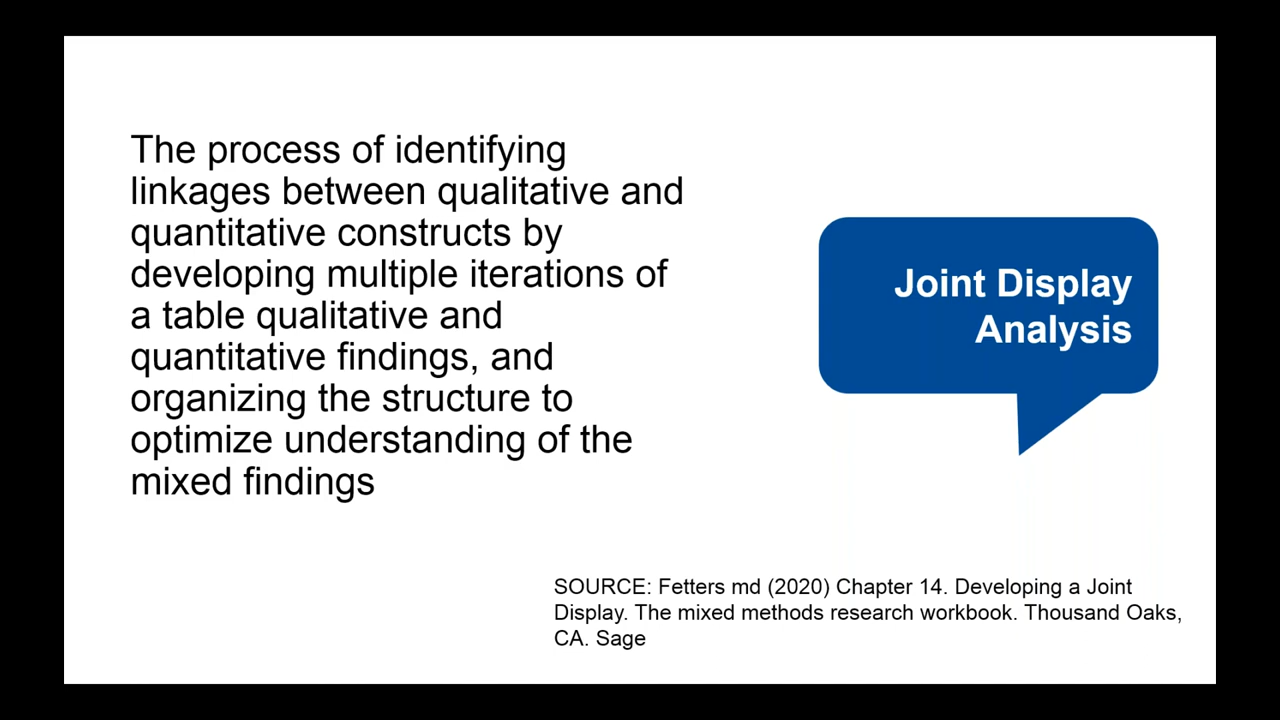 The process of identifying
linkages between qualitative and
quantitative constructs by
developing multiple iterations of
a table qualitative and
quantitative findings, and
organizing the structure to
optimize understanding of the
mixed findings
Joint Display
Analysis
SOURCE: Fetters md (2020) Chapter 14. Developing a Joint
Display. The mixed methods research workbook. Thousand Oaks,
CA. Sage